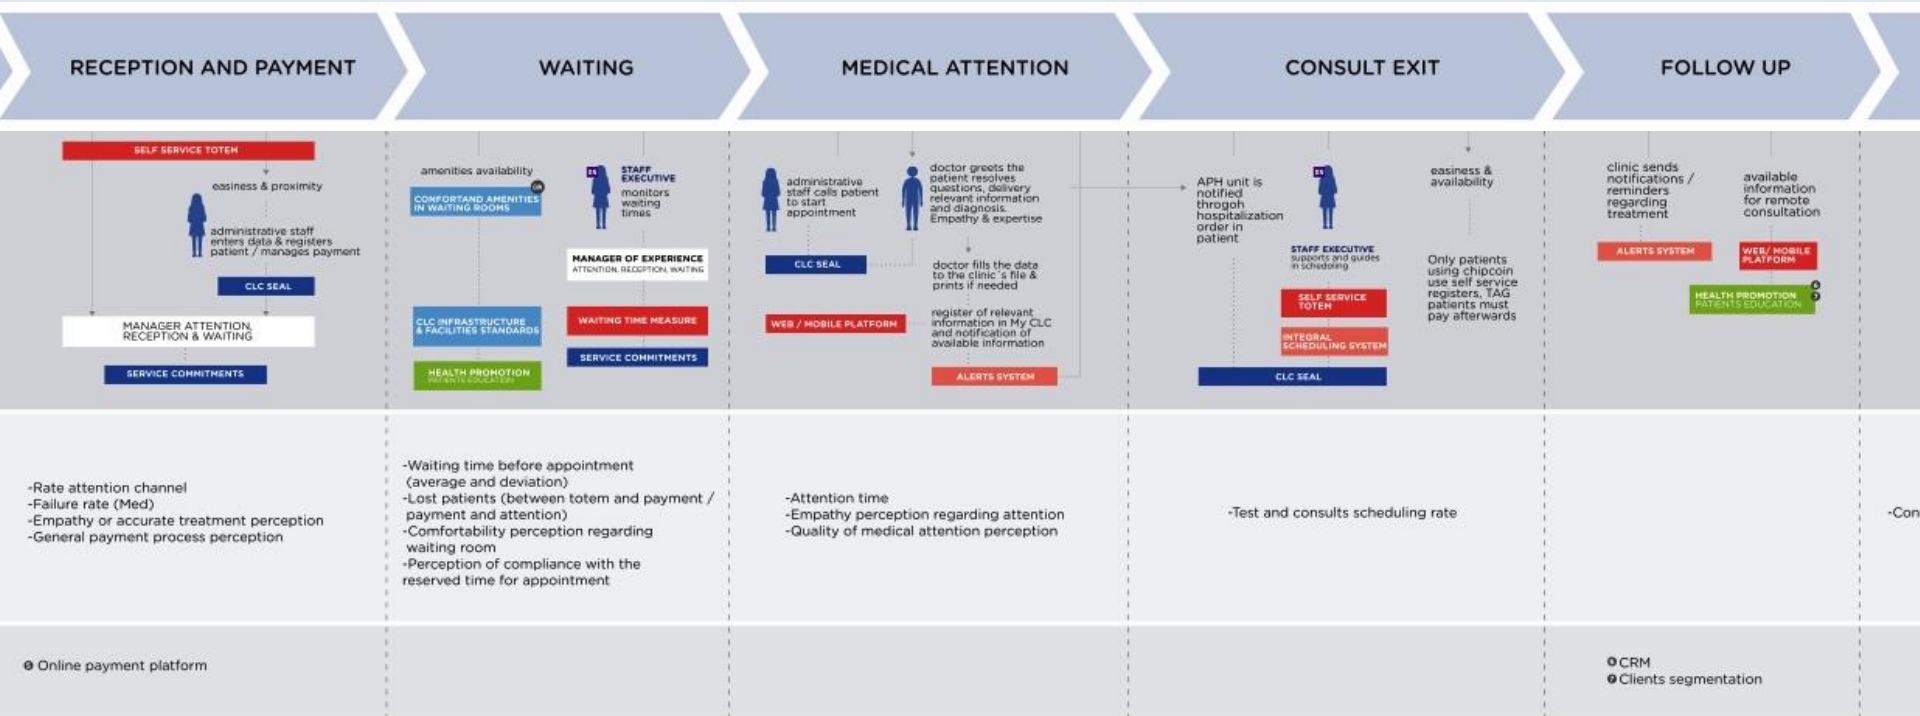 RECEPTION AND PAYMENT
WAITING
MEDICAL ATTENTION
CONSULT EXIT
FOLLOW UP
SELF SERVICE TOTEM
easiness & proximity
administrative staff
enters data & registers
patient / manages payment
CLC SEAL
MANAGER ATTENTION,
RECEPTION & WAITING
SERVICE COMMITMENTS
amenities availability
CONFORTAND AMENITIES
IN WAITING ROOMS
CLC INFRASTRUCTURE
& FACILITIES STANDARDS
HEALTH PROMOTION
PATIENTS EDUCATION
STAFF
EXECUTIVE
monitors
waiting
times
MANAGER OF EXPERIENCE
ATTENTION, RECEPTION, WAITING
WAITING TIME MEASURE
SERVICE COMMITMENTS
administrative
staff calls patient
to start
appointment
CLC SEAL
WEB / MOBILE PLATFORM
doctor greets the
patient resolves
questions, delivery
relevant information
and diagnosis.
Empathy & expertise
doctor fills the data
to the clinic´s file &
prints if needed
register of relevant
information in My CLC
and notification of
available information
ALERTS SYSTEM
APH unit is
notified
throgoh
hospitalization
order in
patient
STAFF EXECUTIVE
supports and guides
in scheduling
SELF SERVICE
TOTEM
INTEGRAL
SCHEDULING SYSTEM
CLC SEAL
easiness &
availability
Only patients
using chipcoin
use self service
registers, TAG
patients must
pay afterwards
clinic sends
notifications /
reminders
regarding
treatment
ALERTS SYSTEM
available
information
for remote
consultation
WEB/ MOBILE
PLATFORM
HEALTH PROMOTION
PATIENTS EDUCATION
-Rate attention channel
-Failure rate (Med)
-Empathy or accurate treatment perception
-General payment process perception
-Waiting time before appointment
(average and deviation)
-Lost patients (between totem and payment /
payment and attention)
-Comfortability perception regarding
waiting room
-Perception of compliance with the
reserved time for appointment
-Attention time
-Empathy perception regarding attention
-Quality of medical attention perception
-Test and consults scheduling rate
-Con
Online payment platform
CRM
Clients segmentation